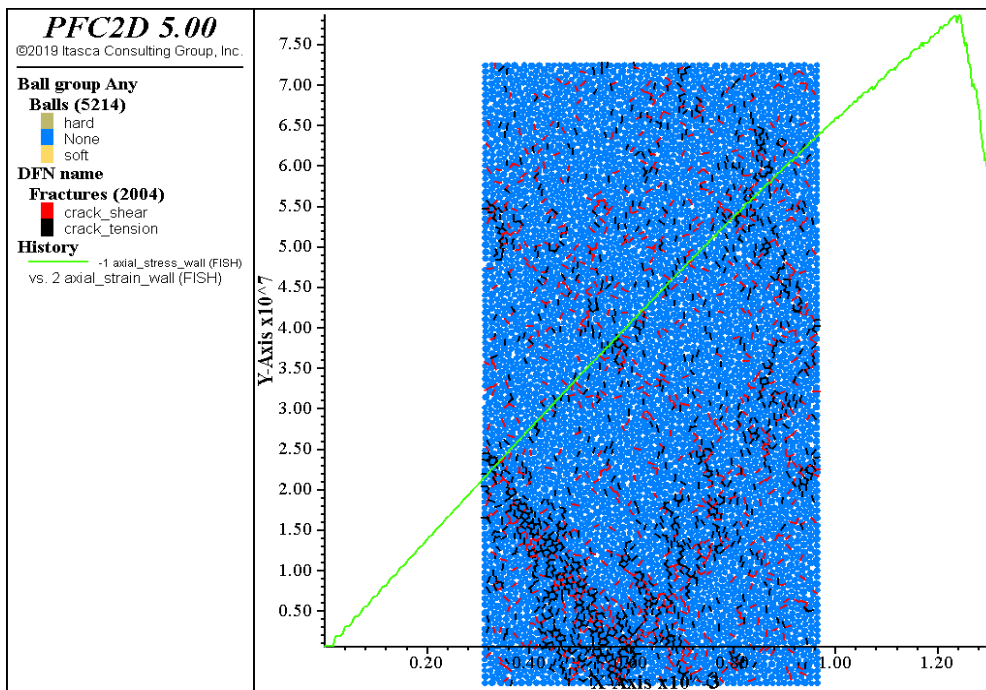 PFC2D 5.00
©2019 Itasca Consulting Group, Inc.
Ball group Any
Balls (5214)
hard
None
soft
DFN name
Fractures (2004)
crack_shear
crack_tension
History
-1 axial_stress_wall (FISH)
vs. 2 axial_strain_wall (FISH)
Y-Axis x10^7
7.50
7.00
6.50
6.00
5.50
5.00
4.50
4.00
3.50
3.00
2.50
2.00
1.50
1.00
0.50
0.20
0.40
0.60
0.80
1.00
1.20
X-Axis x10^-3